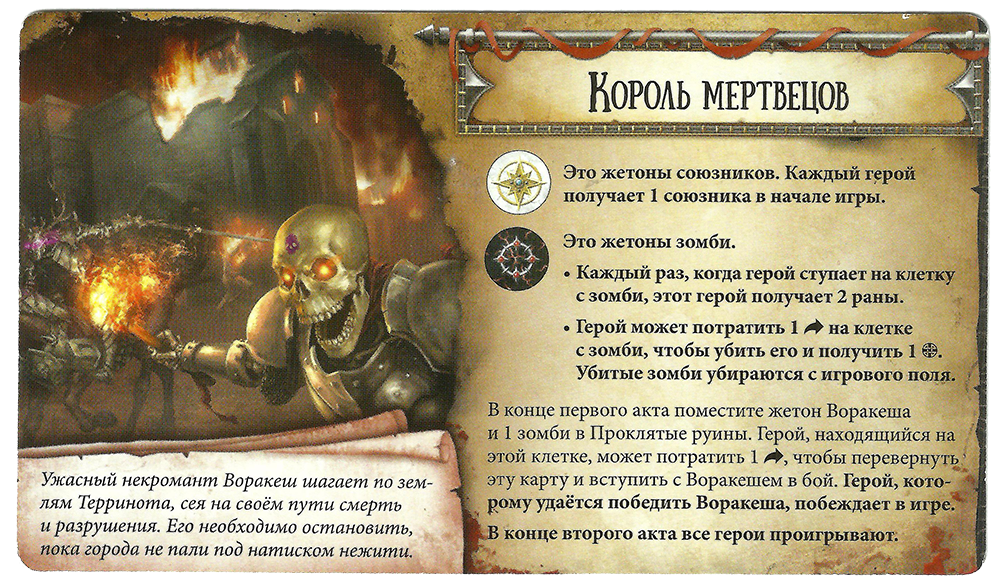 Король мертвецов
Это жетоны союзников. Каждый герой
получает 1 союзника в начале игры.
Это жетоны зомби.
• Каждый раз, когда герой ступает на клетку
с зомби, этот герой получает 2 раны.
• Герой может потратить 1 на клетке
с зомби, чтобы убить его и получить 1 .
Убитые зомби убираются с игрового поля.
В конце первого акта поместите жетон Воракеша
и 1 зомби в Проклятые руины. Герой, находящийся на
этой клетке, может потратить 1 , чтобы перевернуть
эту карту и вступить с Воракешем в бой. Герой, кото-
рому удаётся победить Воракеша, побеждает в игре.
В конце второго акта все герои проигрывают.
Ужасный некромант Воракеш шагает по зем-
лям Терринота, сея на своём пути смерть
и разрушения. Его необходимо остановить,
пока города не пали под натиском нежити.